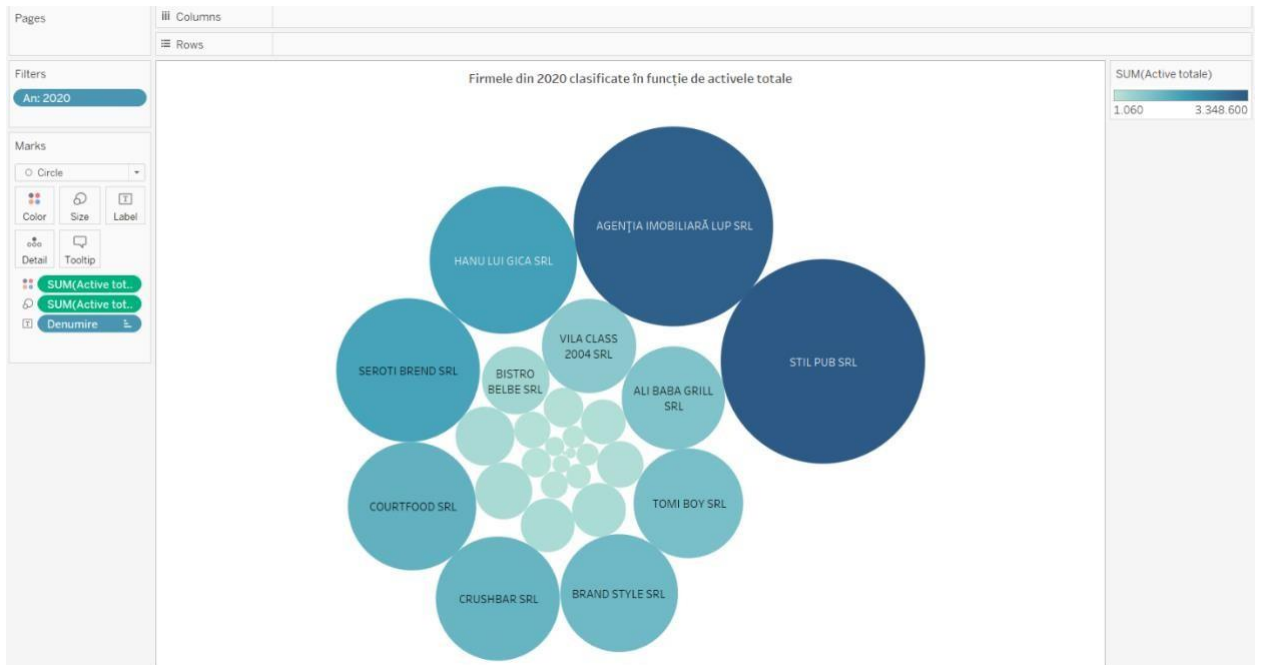 Pages
Columns
Rows
Filters
An: 2020
Marks
Circle
Color
Size
Label
Detail
Tooltip
SUM(Active tot..
SUM(Active tot..
Denumire
Firmele din 2020 clasificate în funcție de activele totale
AGENŢIA IMOBILIARĂ LUP SRL
HANU LUI GICA SRL
VILA CLASS
2004 SRL
STIL PUB SRL
SEROTI BREND SRL
BISTRO
BELBE SRL
ALI BABA GRILL
SRL
COURTFOOD SRL
TOMI BOY SRL
CRUSHBAR SRL
BRAND STYLE SRL
SUM(Active totale)
1.060
3.348.600